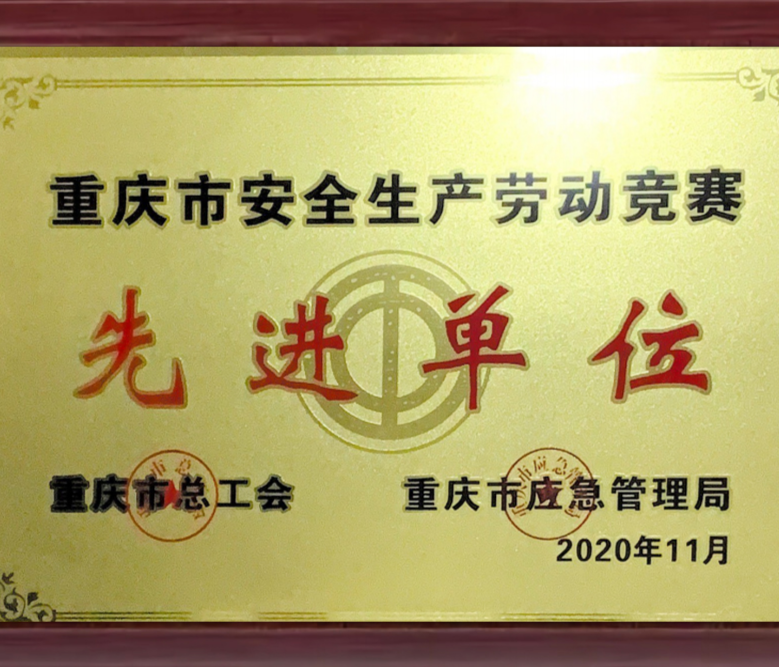 重庆市安全生产劳动竞赛
先进单位
重庆市总工会 重庆市应急管理局
2020年11月